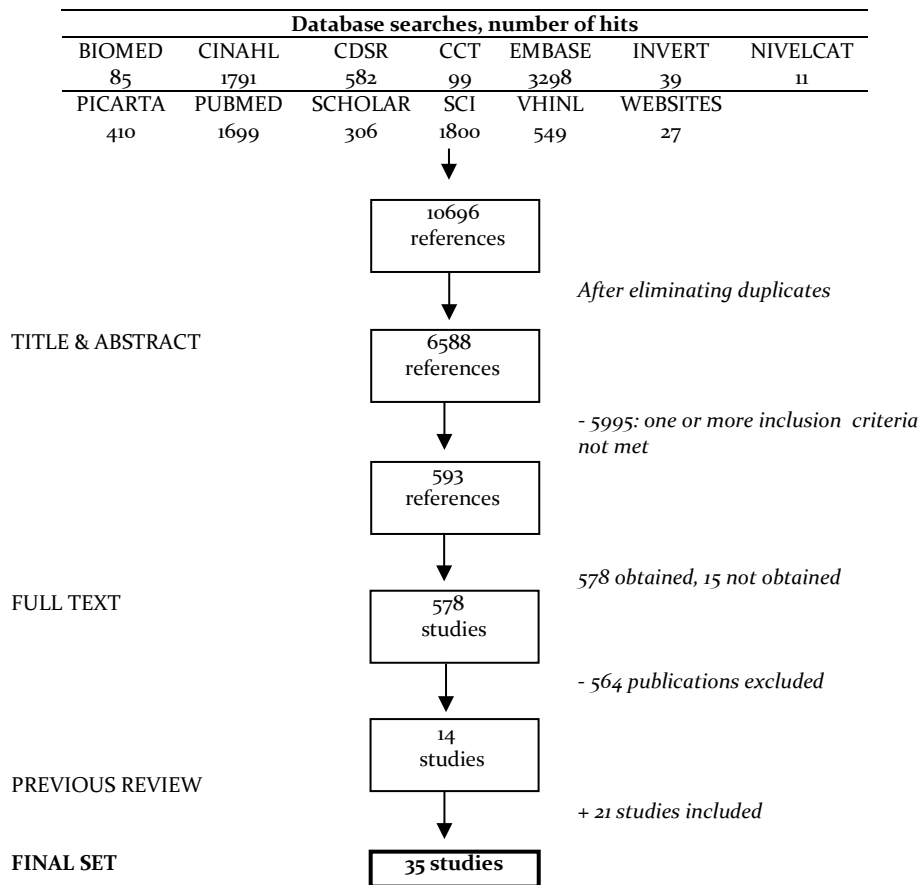 Database searches, number of hits
BIOMED CINAHL CDSR CCT EMBASE INVERT NIVELCAT
85 1791 582 99 3298 39 11
PICARTA PUBMED SCHOLAR SCI VHINL WEBSITES
410 1699 306 1800 549 27
10696
references
After eliminating duplicates
TITLE & ABSTRACT
6588
references
- 5995: one or more inclusion criteria
not met
593
references
578 obtained, 15 not obtained
FULL TEXT
578
studies
- 564 publications excluded
14
studies
PREVIOUS REVIEW
+ 21 studies included
FINAL SET
35 studies